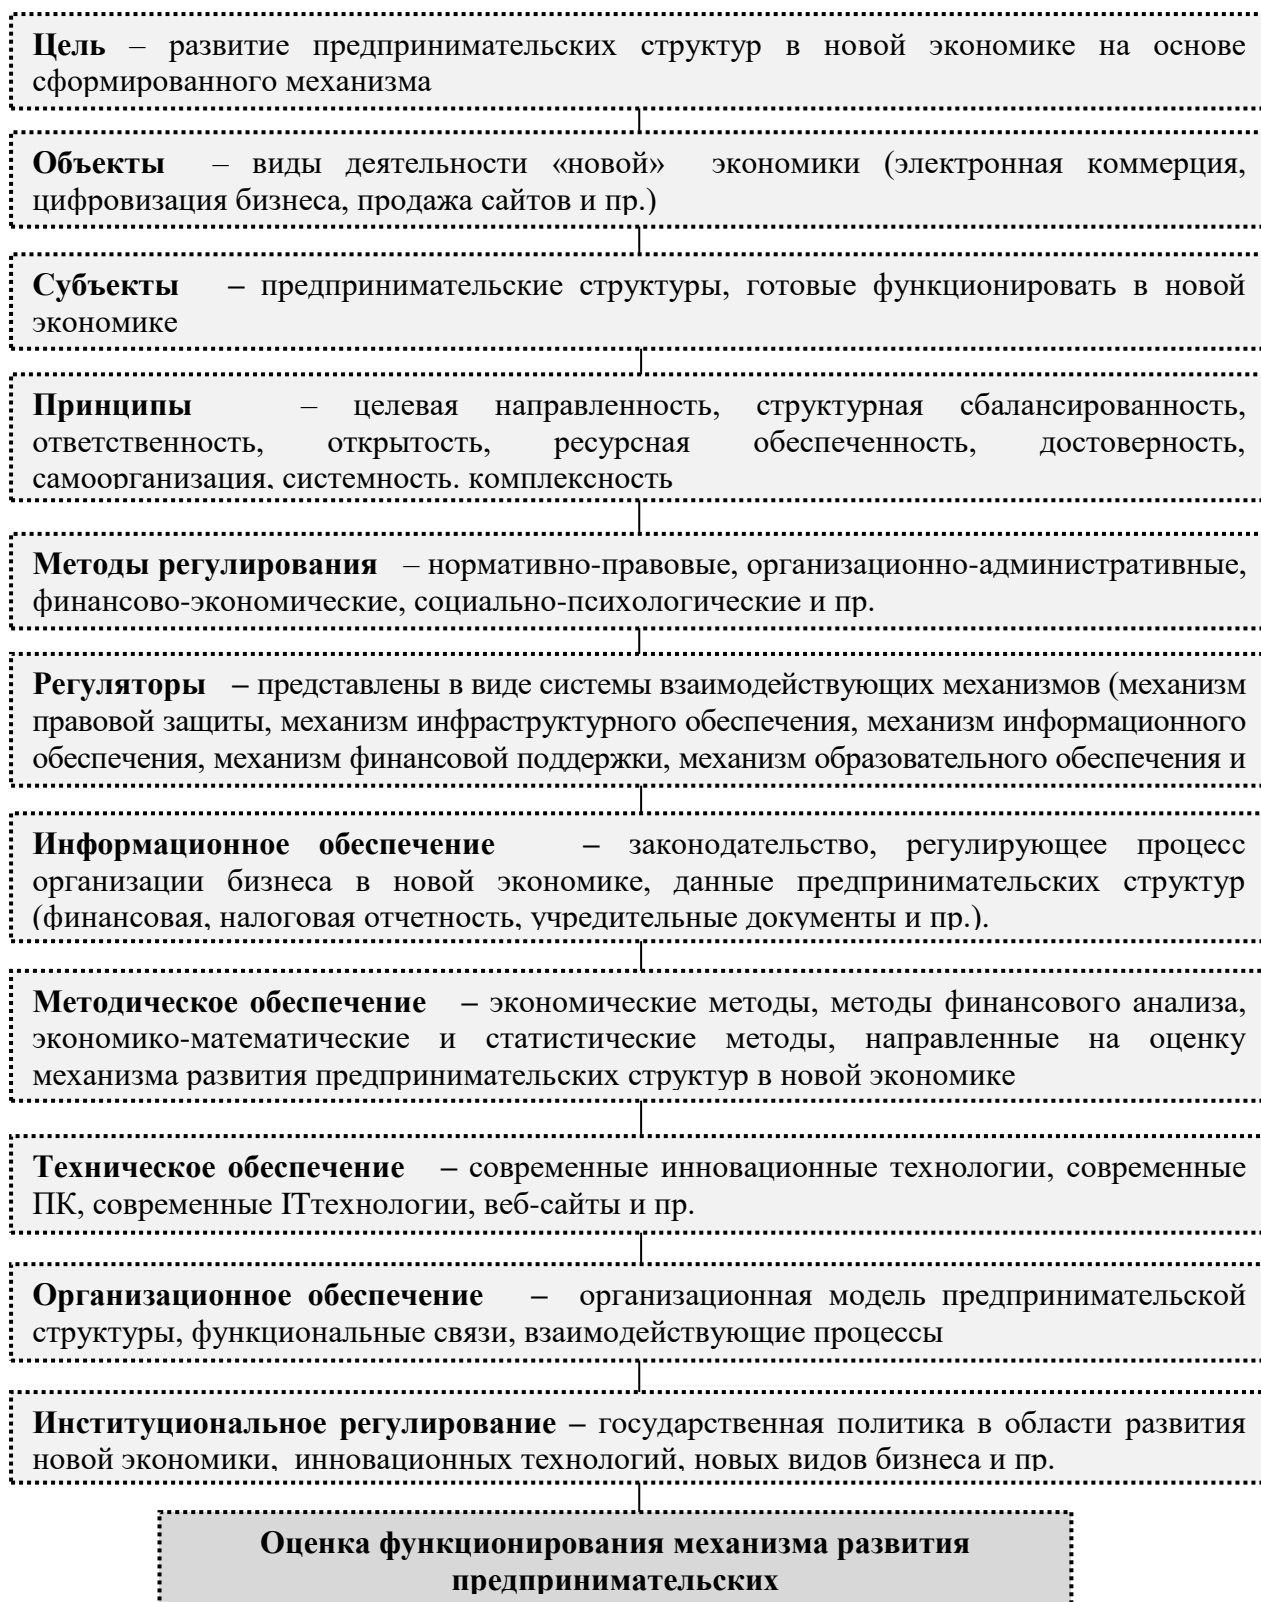 Цель – развитие предпринимательских структур в новой экономике на основе
сформированного механизма
Объекты – виды деятельности «новой» экономики (электронная коммерция,
цифровизация бизнеса, продажа сайтов и пр.)
Субъекты – предпринимательские структуры, готовые функционировать в новой
экономике
Принципы – целевая направленность, структурная сбалансированность,
ответственность, открытость, ресурсная обеспеченность, достоверность,
самоорганизация, системность. комплексность
Методы регулирования – нормативно-правовые, организационно-административные,
финансово-экономические, социально-психологические и пр.
Регуляторы – представлены в виде системы взаимодействующих механизмов (механизм
правовой защиты, механизм инфраструктурного обеспечения, механизм информационного
обеспечения, механизм финансовой поддержки, механизм образовательного обеспечения и
Информационное обеспечение – законодательство, регулирующее процесс
организации бизнеса в новой экономике, данные предпринимательских структур
(финансовая, налоговая отчетность, учредительные документы и пр.).
Методическое обеспечение – экономические методы, методы финансового анализа,
экономико-математические и статистические методы, направленные на оценку
механизма развития предпринимательских структур в новой экономике
Техническое обеспечение – современные инновационные технологии, современные
ПК, современные ITтехнологии, веб-сайты и пр.
Организационное обеспечение – организационная модель предпринимательской
структуры, функциональные связи, взаимодействующие процессы
Институциональное регулирование – государственная политика в области развития
новой экономики, инновационных технологий, новых видов бизнеса и пр.
Оценка функционирования механизма развития
предпринимательских